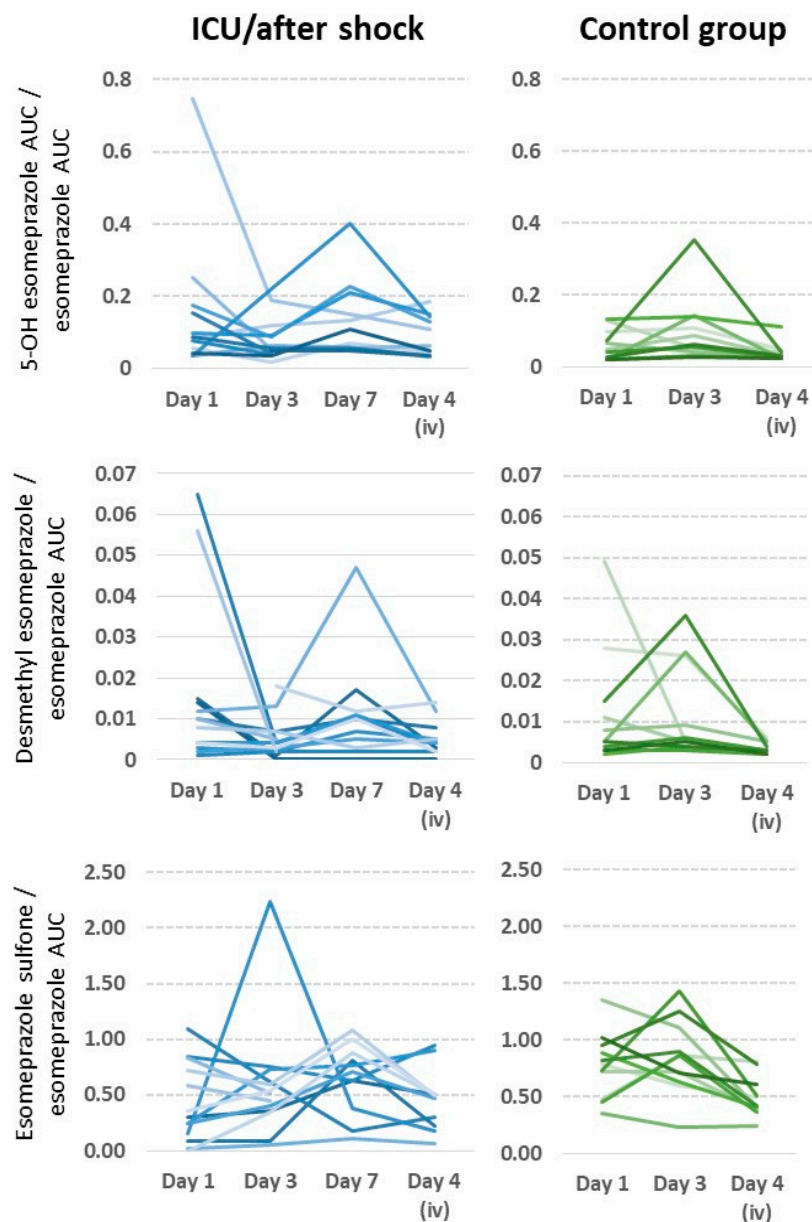 ICU/after shock
Control group
5-OH esomeprazole AUC /
esomeprazole AUC
0.8
0.6
0.4
0.2
0
Day 1 Day 3 Day 7 Day 4
(iv)
0.8
0.6
0.4
0.2
0
Day 1 Day 3 Day 4
(iv)
Desmethyl esomeprazole /
esomeprazole AUC
0.07
0.06
0.05
0.04
0.03
0.02
0.01
0
Day 1 Day 3 Day 7 Day 4
(iv)
0.07
0.06
0.05
0.04
0.03
0.02
0.01
0
Day 1 Day 3 Day 4
(iv)
Esomeprazole sulfone /
esomeprazole AUC
2.50
2.00
1.50
1.00
0.50
0.00
Day 1 Day 3 Day 7 Day 4
(iv)
2.50
2.00
1.50
1.00
0.50
0.00
Day 1 Day 3 Day 4
(iv)